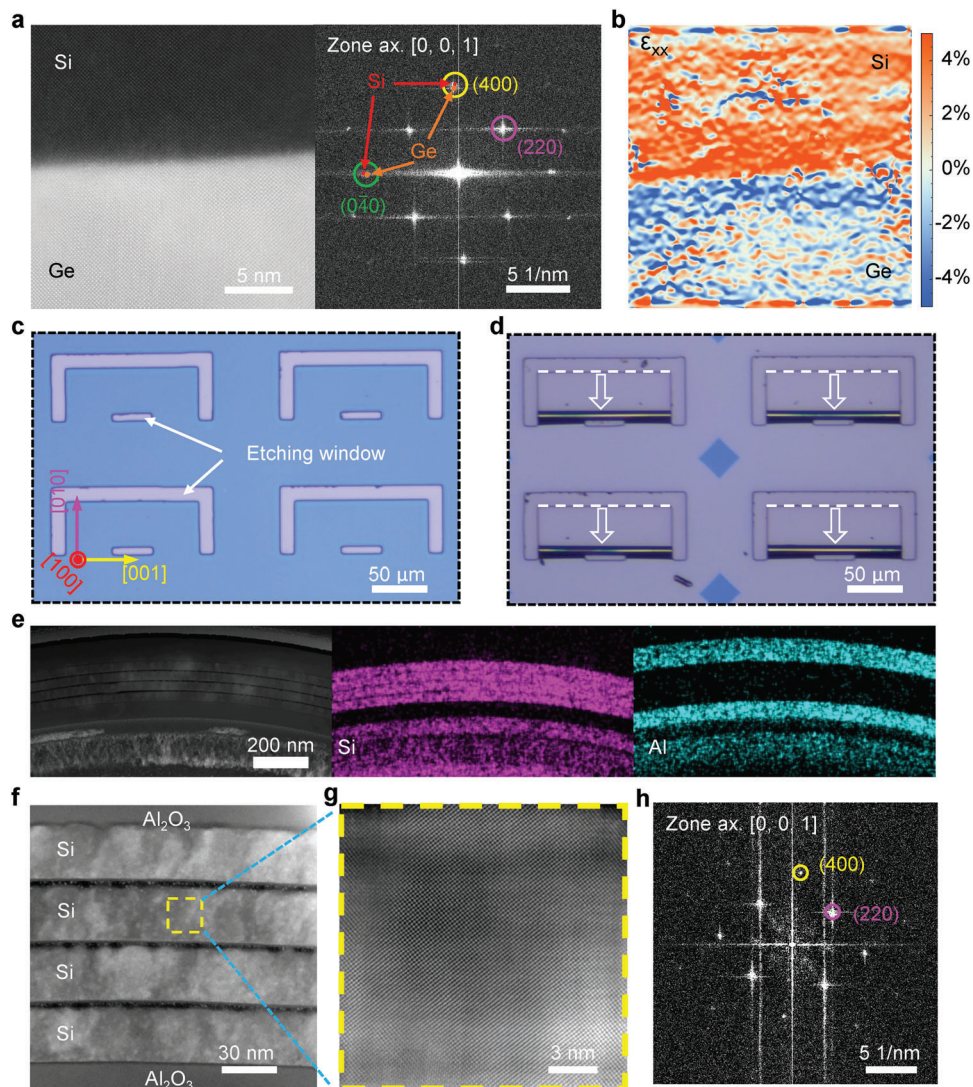 a
Si
Ge
5 nm
Zone ax. [0, 0, 1]
Si
(400)
Ge
(220)
(04̄0)
5 1/nm
b
εxx
Si
Ge
4%
2%
0%
-2%
-4%
c
Etching window
[010]
[100]
[001]
50 μm
d
50 μm
e
200 nm
Si
Al
f
Al₂O₃
Si
Si
Si
Si
30 nm
Al₂O₃
g
3 nm
h
Zone ax. [0, 0, 1]
(400)
(220)
5 1/nm